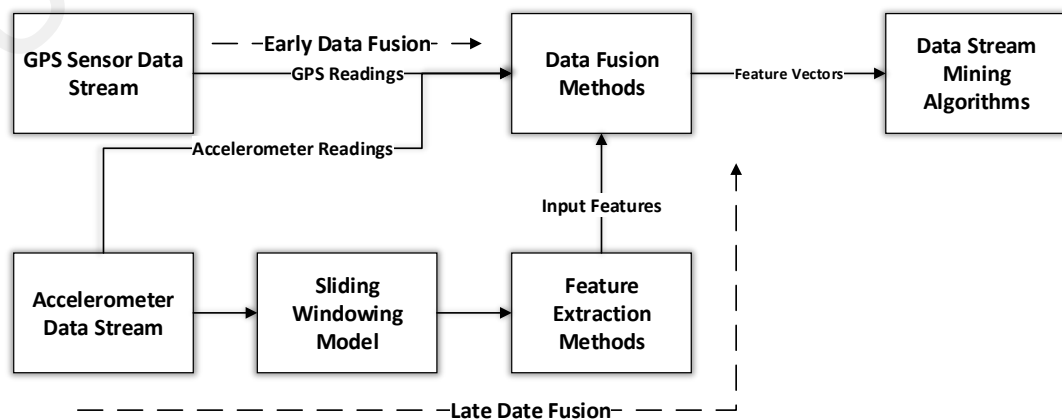 GPS Sensor Data
Stream
Early Data Fusion
GPS Readings
Data Fusion
Methods
Feature Vectors
Data Stream
Mining
Algorithms
Accelerometer Readings
Input Features
Accelerometer
Data Stream
Sliding
Windowing
Model
Feature
Extraction
Methods
Late Date Fusion